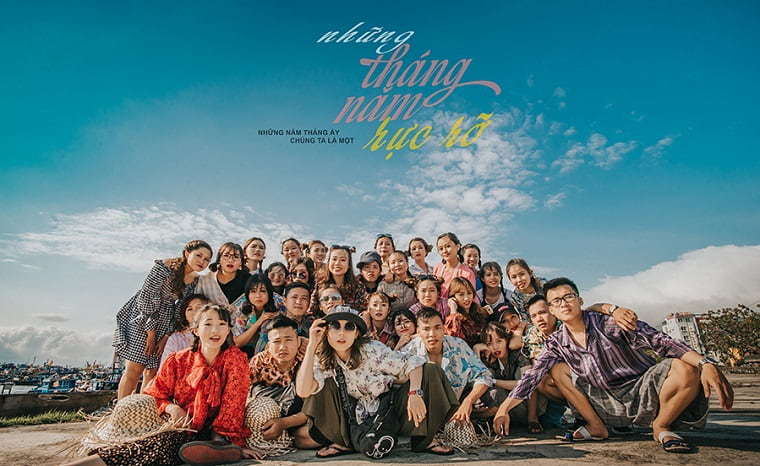 những
tháng
năm
rực rỡ
NHỮNG NĂM THÁNG ẤY
CHÚNG TA LÀ MỘT